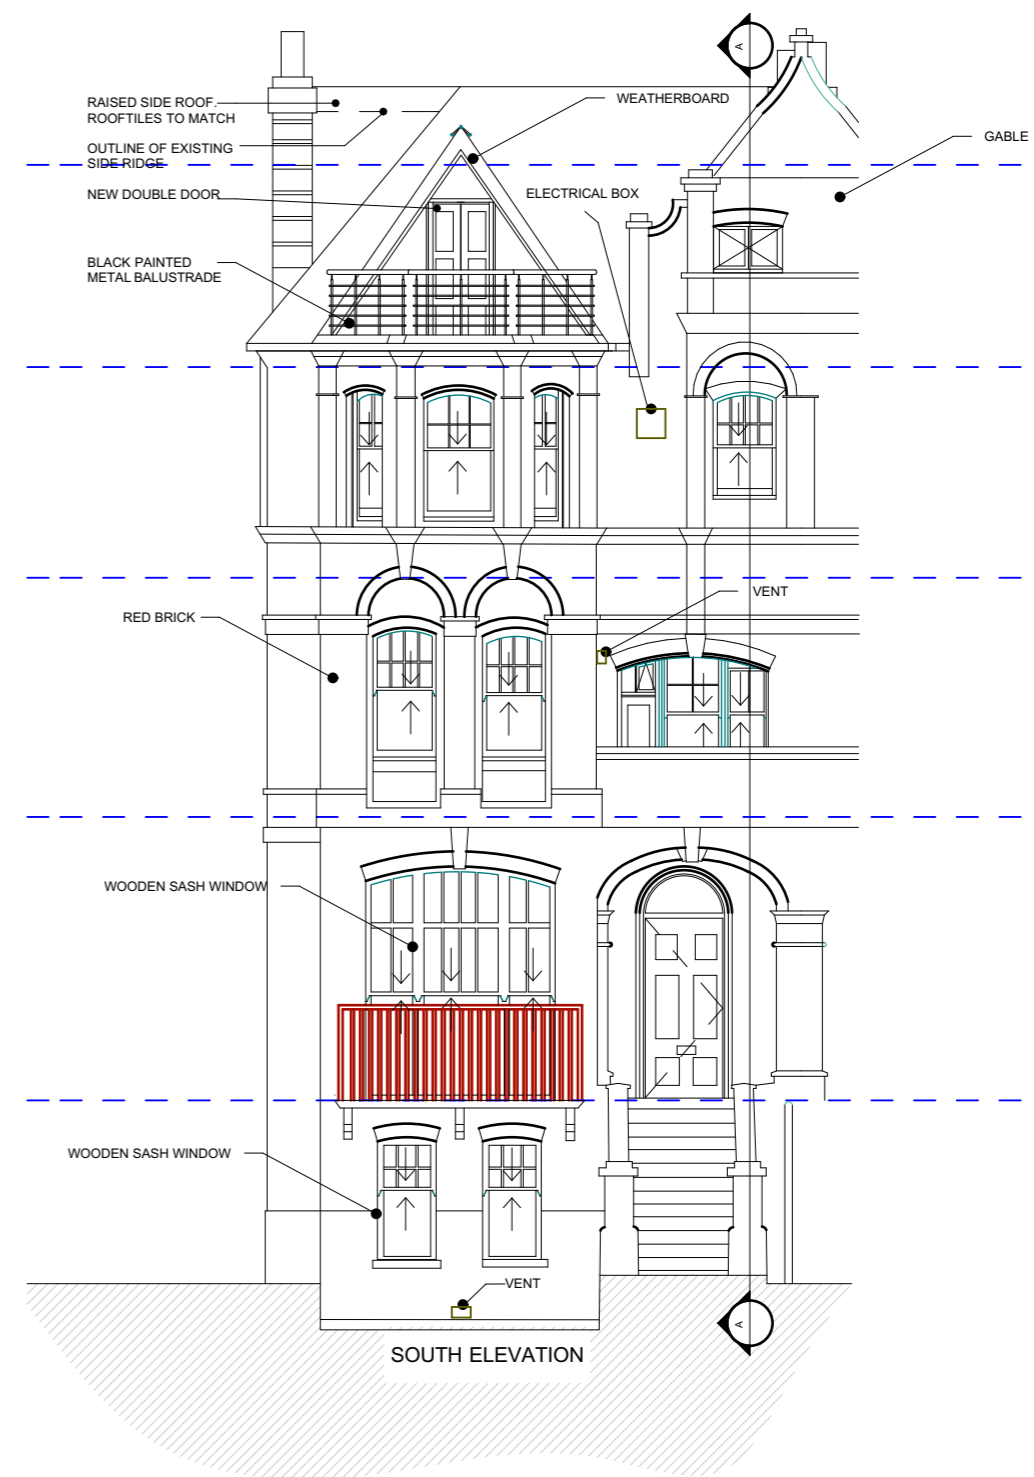 A
WEATHERBOARD
RAISED SIDE ROOF.
ROOFTILES TO MATCH
GABLE
OUTLINE OF EXISTING
SIDE RIDGE
NEW DOUBLE DOOR
ELECTRICAL BOX
BLACK PAINTED
METAL BALUSTRADE
VENT
RED BRICK
WOODEN SASH WINDOW
WOODEN SASH WINDOW
VENT
A
SOUTH ELEVATION